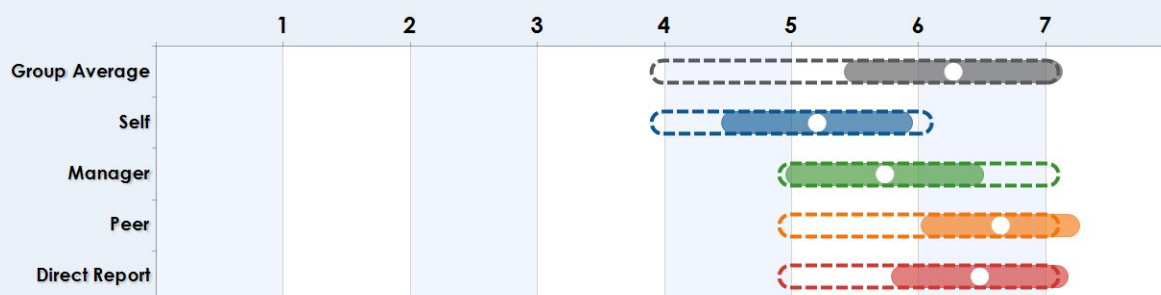 1 2 3 4 5 6 7
Group Average
Self
Manager
Peer
Direct Report